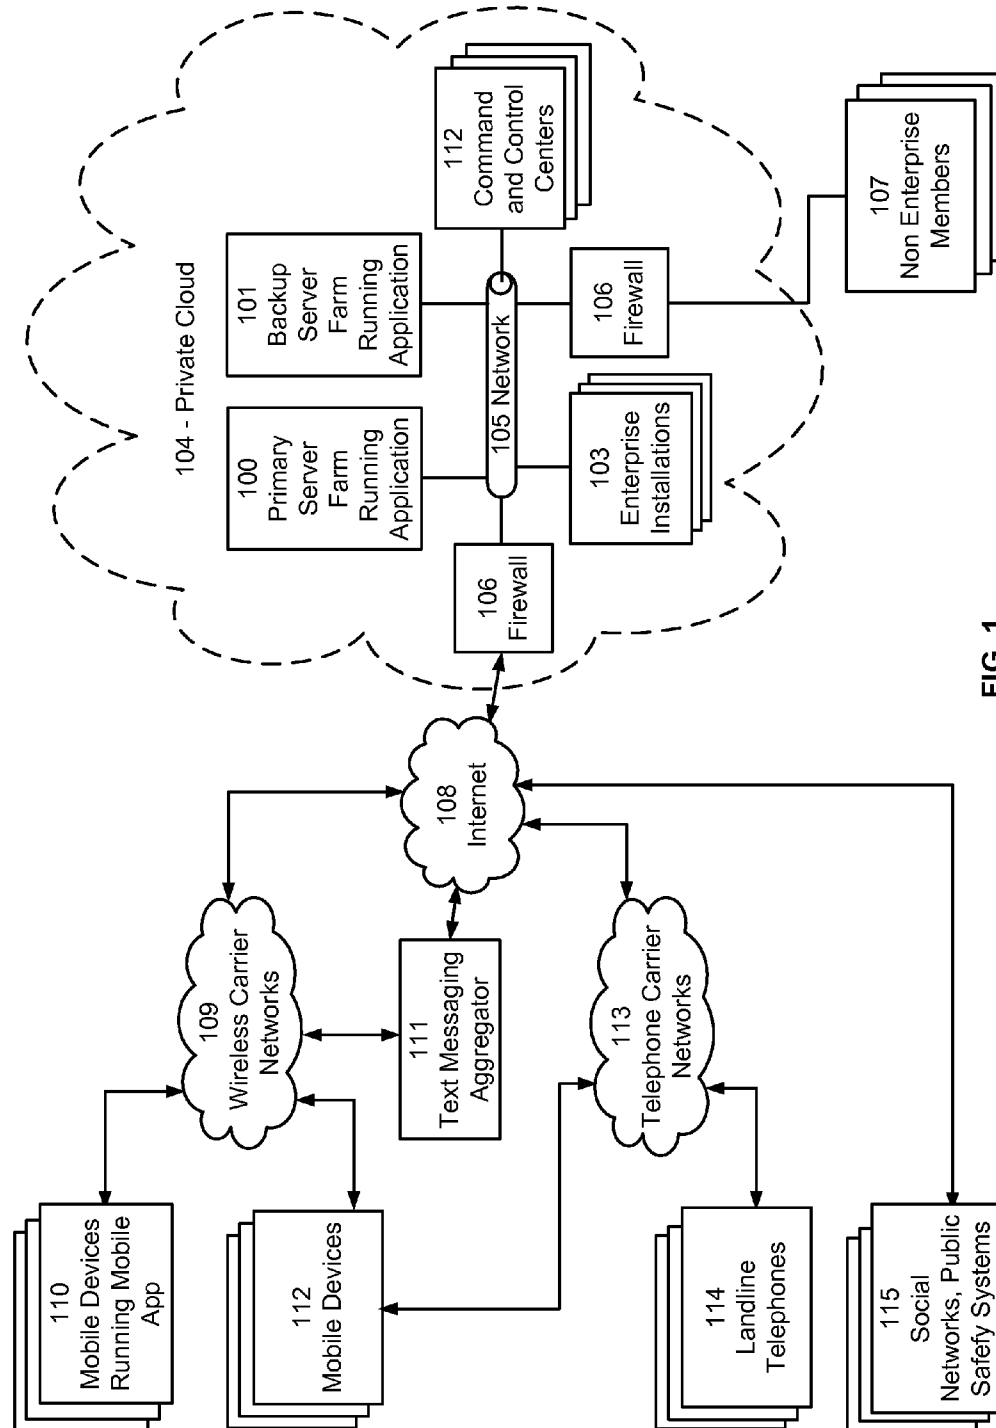 110
Mobile Devices
Running Mobile
App
112
Mobile Devices
114
Landline
Telephones
115
Social
Networks, Public
Safefy Systems
109
Wireless Carrier
Networks
111
Text Messaging
Aggregator
113
Telephone Carrier
Networks
108
Internet
104 - Private Cloud
100
Primary
Server
Farm
Running
Application
101
Backup
Server
Farm
Running
Application
106
Firewall
105 Network
112
Command
and Control
Centers
103
Enterprise
Installations
106
Firewall
107
Non Enterprise
Members
FIG. 1